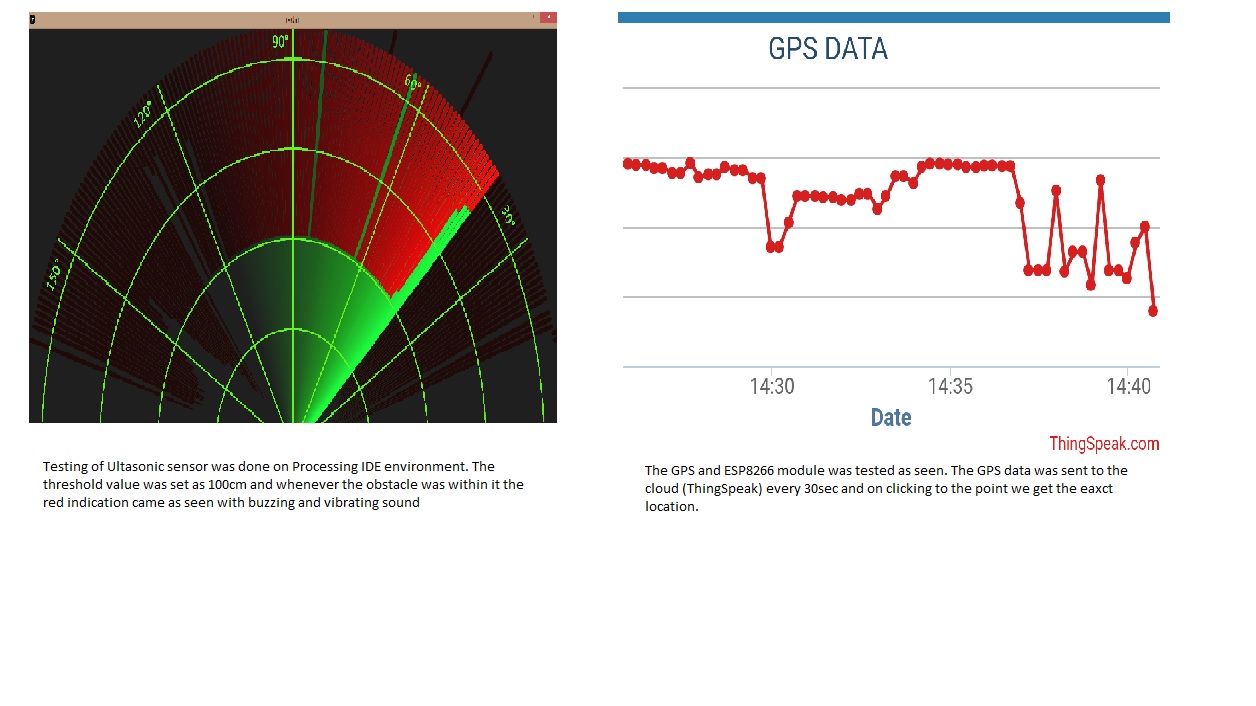 90°
60°
120°
30°
150°
Testing of Ultasonic sensor was done on Processing IDE environment. The
threshold value was set as 100cm and whenever the obstacle was within it the
red indication came as seen with buzzing and vibrating sound
GPS DATA
14:30 14:35 14:40
Date
ThingSpeak.com
The GPS and ESP8266 module was tested as seen. The GPS data was sent to the
cloud (ThingSpeak) every 30sec and on clicking to the point we get the eaxct
location.